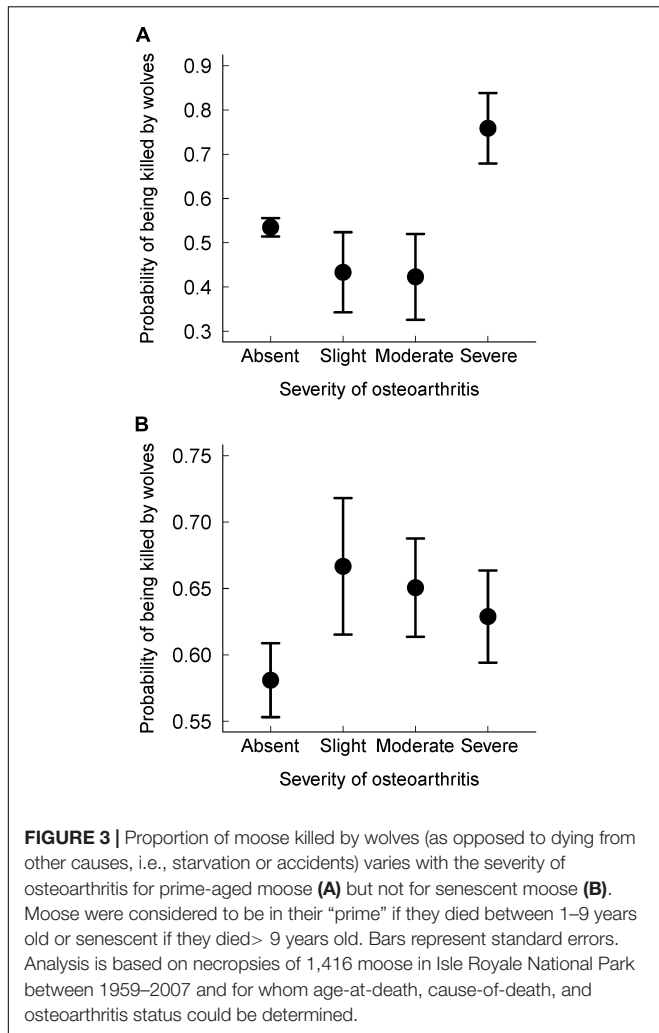 A
Probability of being killed by wolves
0.9
0.8
0.7
0.6
0.5
0.4
0.3
Absent Slight Moderate Severe
Severity of osteoarthritis
B
Probability of being killed by wolves
0.75
0.70
0.65
0.60
0.55
Absent Slight Moderate Severe
Severity of osteoarthritis
FIGURE 3 | Proportion of moose killed by wolves (as opposed to dying from
other causes, i.e., starvation or accidents) varies with the severity of
osteoarthritis for prime-aged moose (A) but not for senescent moose (B).
Moose were considered to be in their “prime” if they died between 1–9 years
old or senescent if they died> 9 years old. Bars represent standard errors.
Analysis is based on necropsies of 1,416 moose in Isle Royale National Park
between 1959–2007 and for whom age-at-death, cause-of-death, and
osteoarthritis status could be determined.